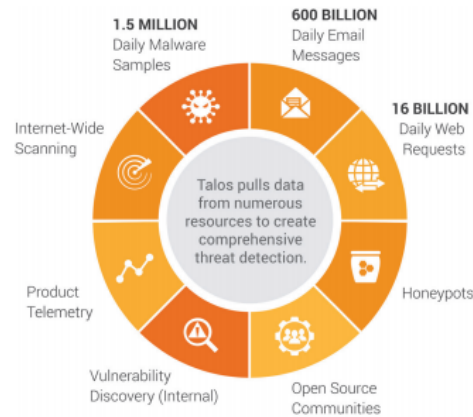 1.5 MILLION
Daily Malware
Samples
600 BILLION
Daily Email
Messages
16 BILLION
Daily Web
Requests
Honeypots
Open Source
Communities
Vulnerability
Discovery (Internal)
Product
Telemetry
Internet-Wide
Scanning
Talos pulls data
from numerous
resources to create
comprehensive
threat detection.